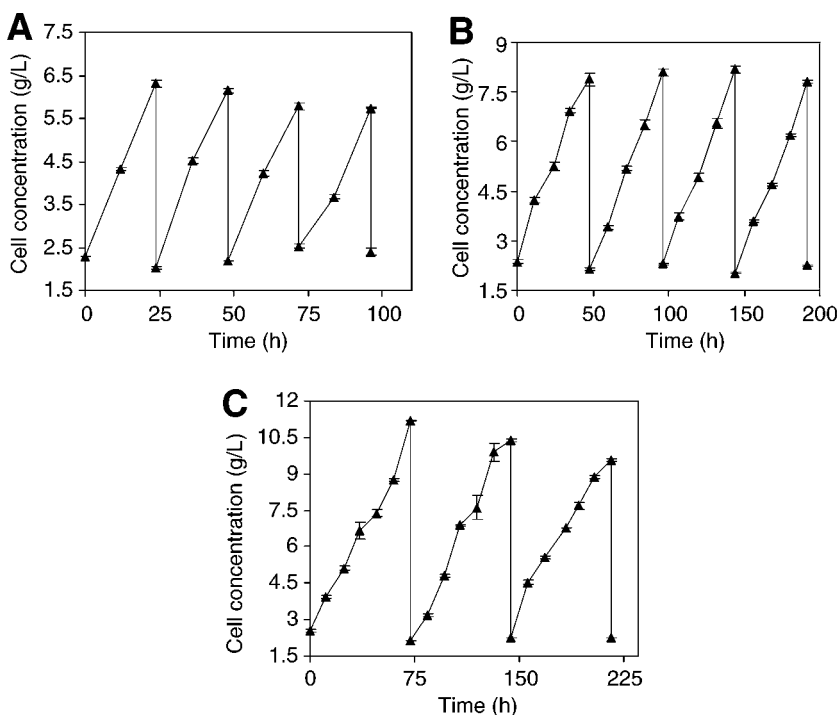 A
Cell concentration (g/L)
7.5
6.5
5.5
4.5
3.5
2.5
1.5
0 25 50 75 100
Time (h)
B
Cell concentration (g/L)
9
7.5
6
4.5
3
1.5
0 50 100 150 200
Time (h)
C
Cell concentration (g/L)
12
10.5
9
7.5
6
4.5
3
1.5
0 75 150 225
Time (h)